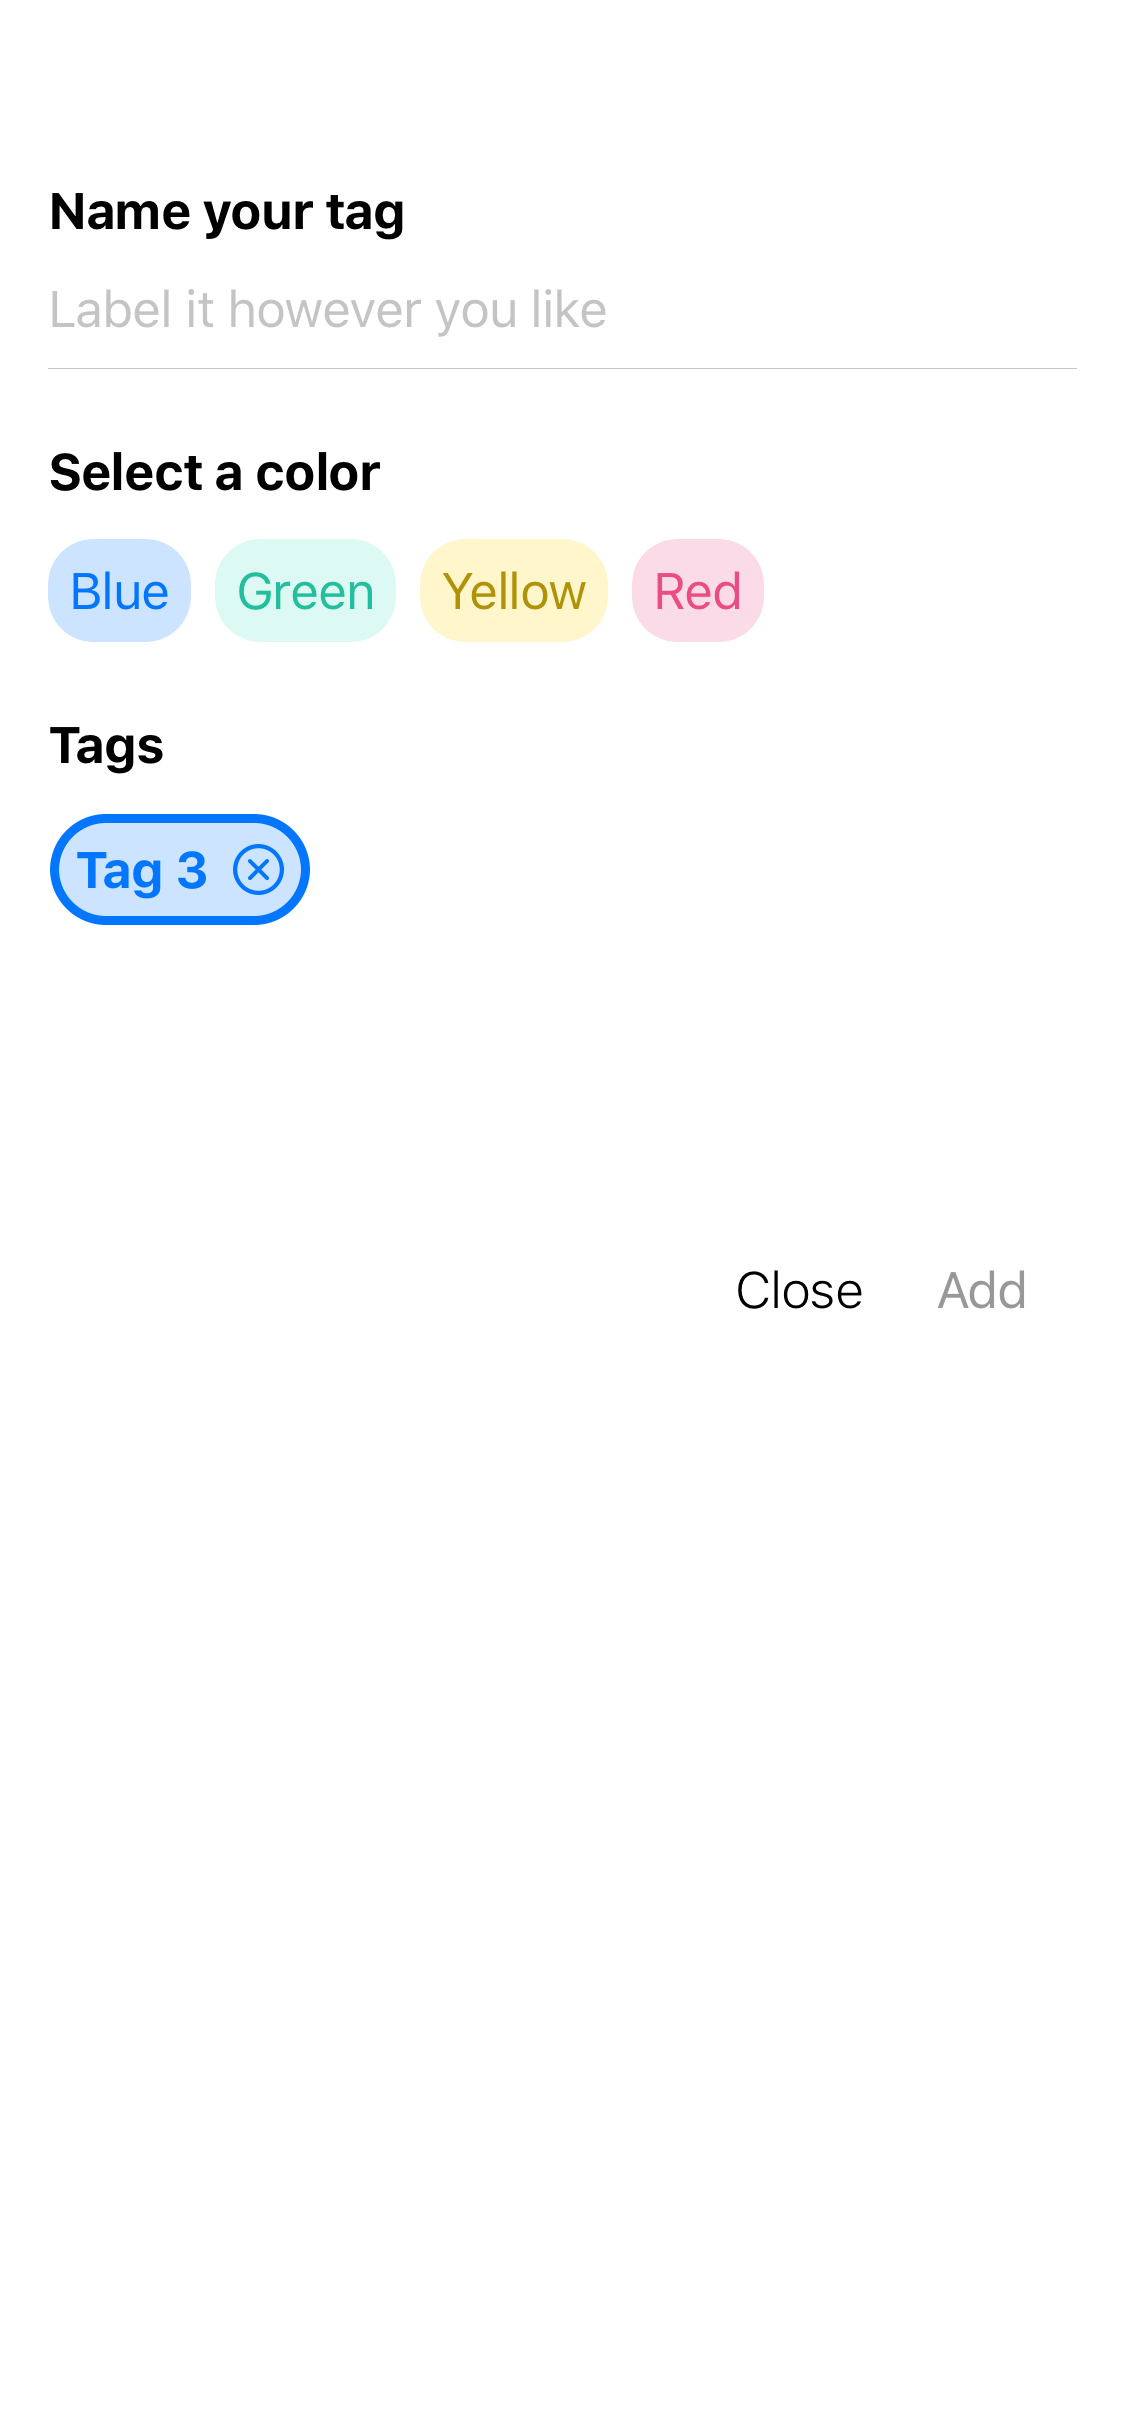 Name your tag
Label it however you like
Select a color
Blue Green Yellow Red
Tags
Tag 3
Close Add